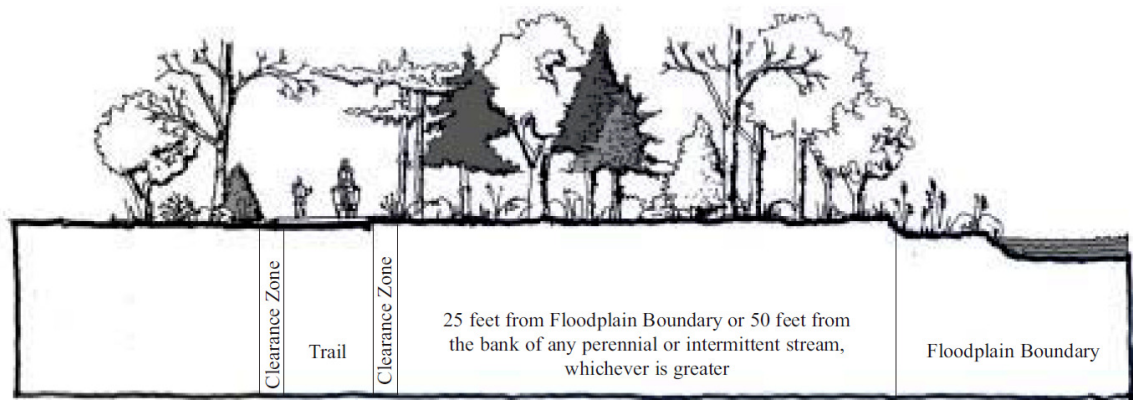 Clearance Zone
Trail
Clearance Zone
25 feet from Floodplain Boundary or 50 feet from
the bank of any perennial or intermittent stream,
whichever is greater
Floodplain Boundary